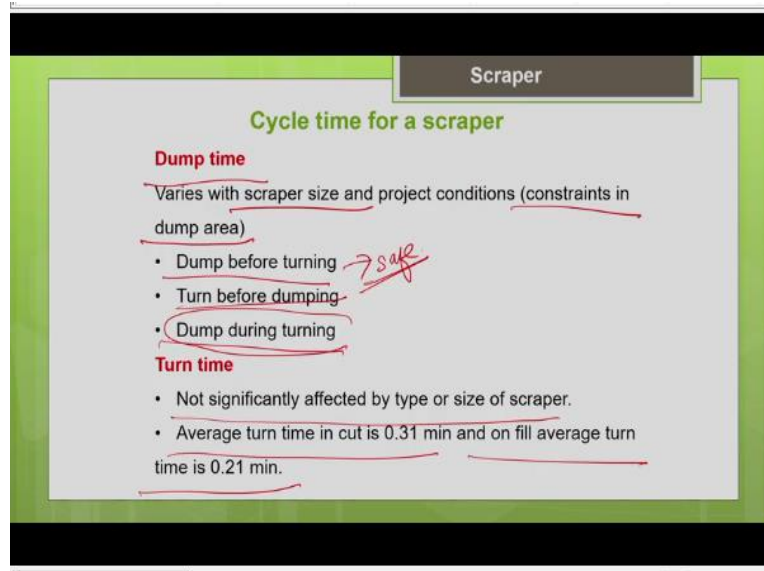 Scraper
Cycle time for a scraper
Dump time
Varies with scraper size and project conditions (constraints in
dump area)
• Dump before turning → safe
• Turn before dumping
• Dump during turning
Turn time
• Not significantly affected by type or size of scraper.
• Average turn time in cut is 0.31 min and on fill average turn
time is 0.21 min.